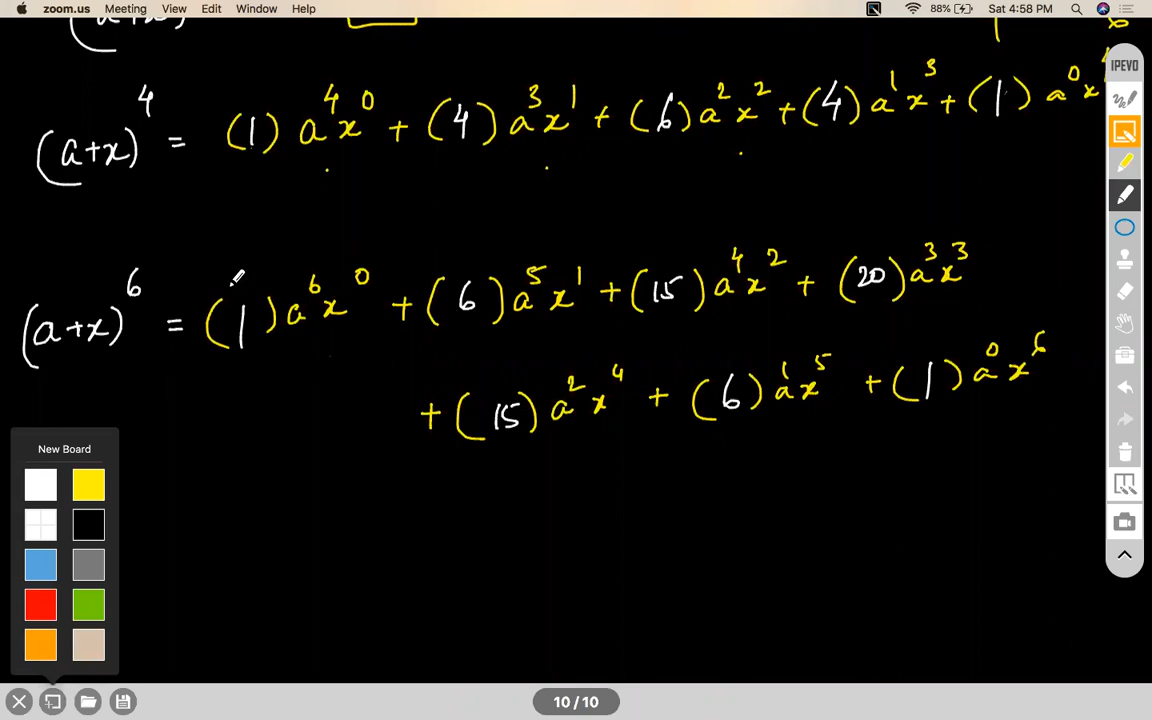 zoom.us Meeting View Edit Window Help 88% Sat 4:58 PM
IPEVO
(a+x)⁴ = (1) a⁴x⁰ + (4) a³x¹ + (6) a²x² + (4) a¹x³ + (1) a⁰x⁴
(a+x)⁶ = (1) a⁶x⁰ + (6) a⁵x¹ + (15) a⁴x² + (20) a³x³
+ (15) a²x⁴ + (6) a¹x⁵ + (1) a⁰x⁶
New Board
10 / 10